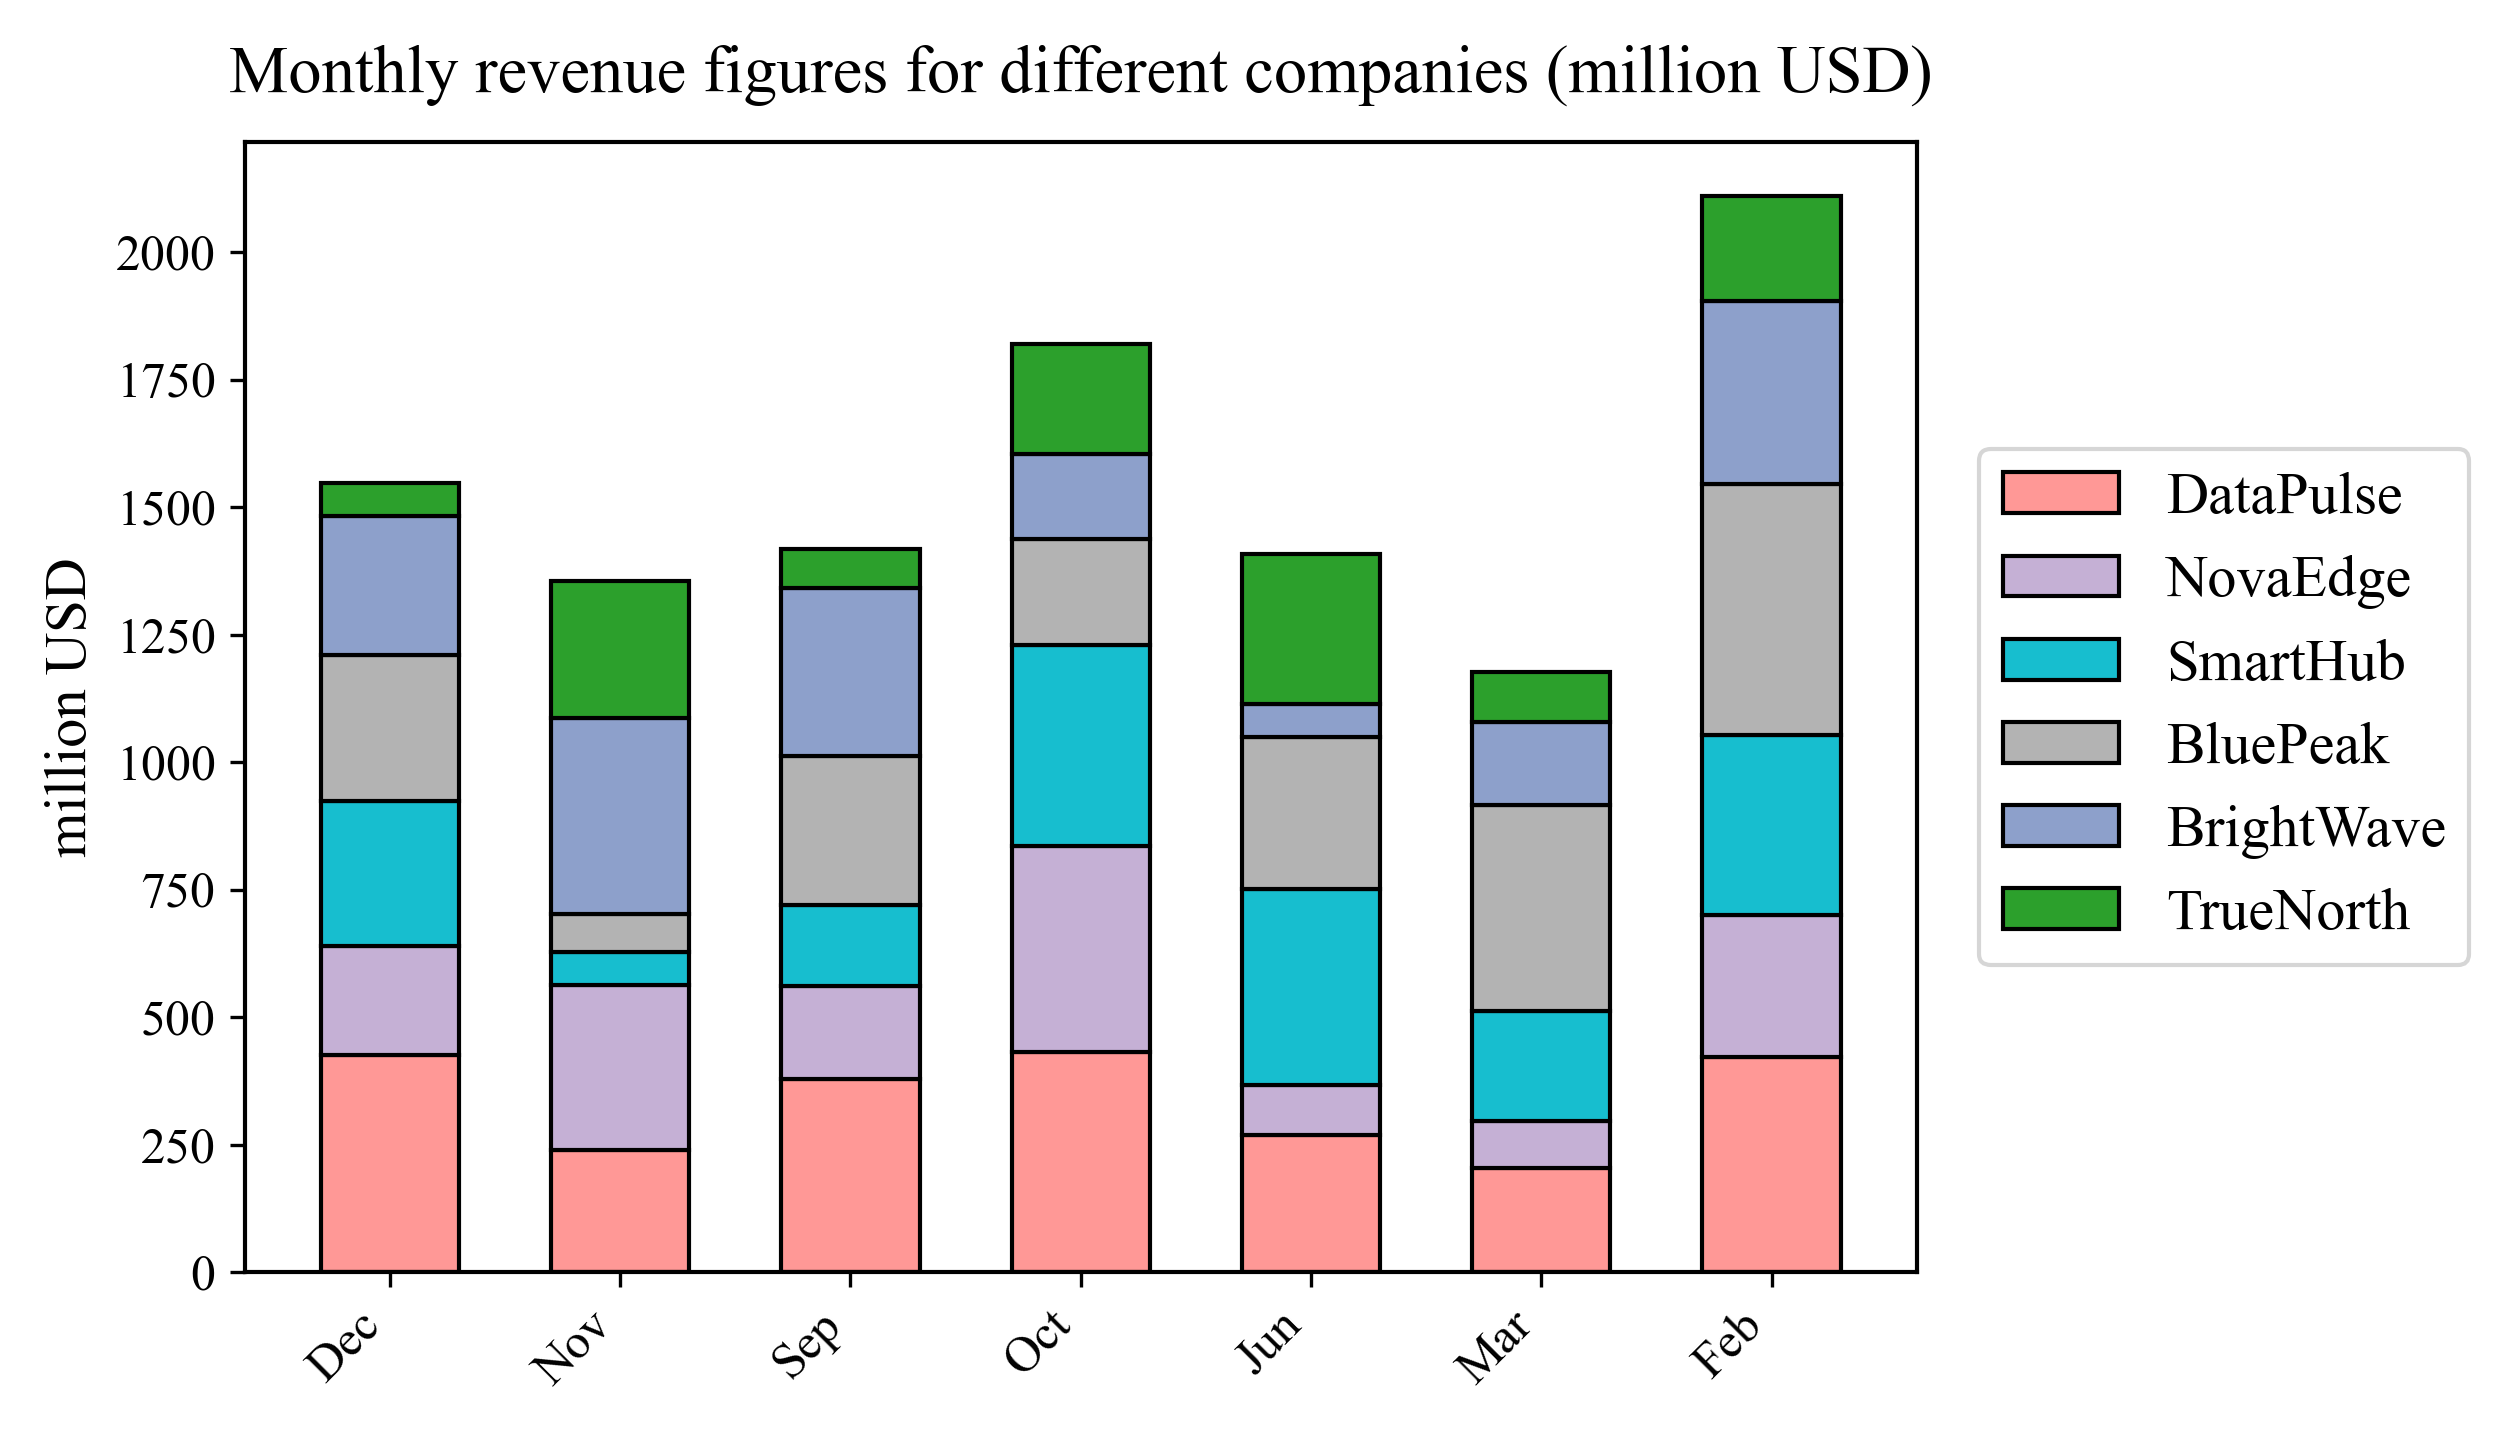 Monthly revenue figures for different companies (million USD)
million USD
2000
1750
1500
1250
1000
750
500
250
0
Dec
Nov
Sep
Oct
Jun
Mar
Feb
DataPulse
NovaEdge
SmartHub
BluePeak
BrightWave
TrueNorth